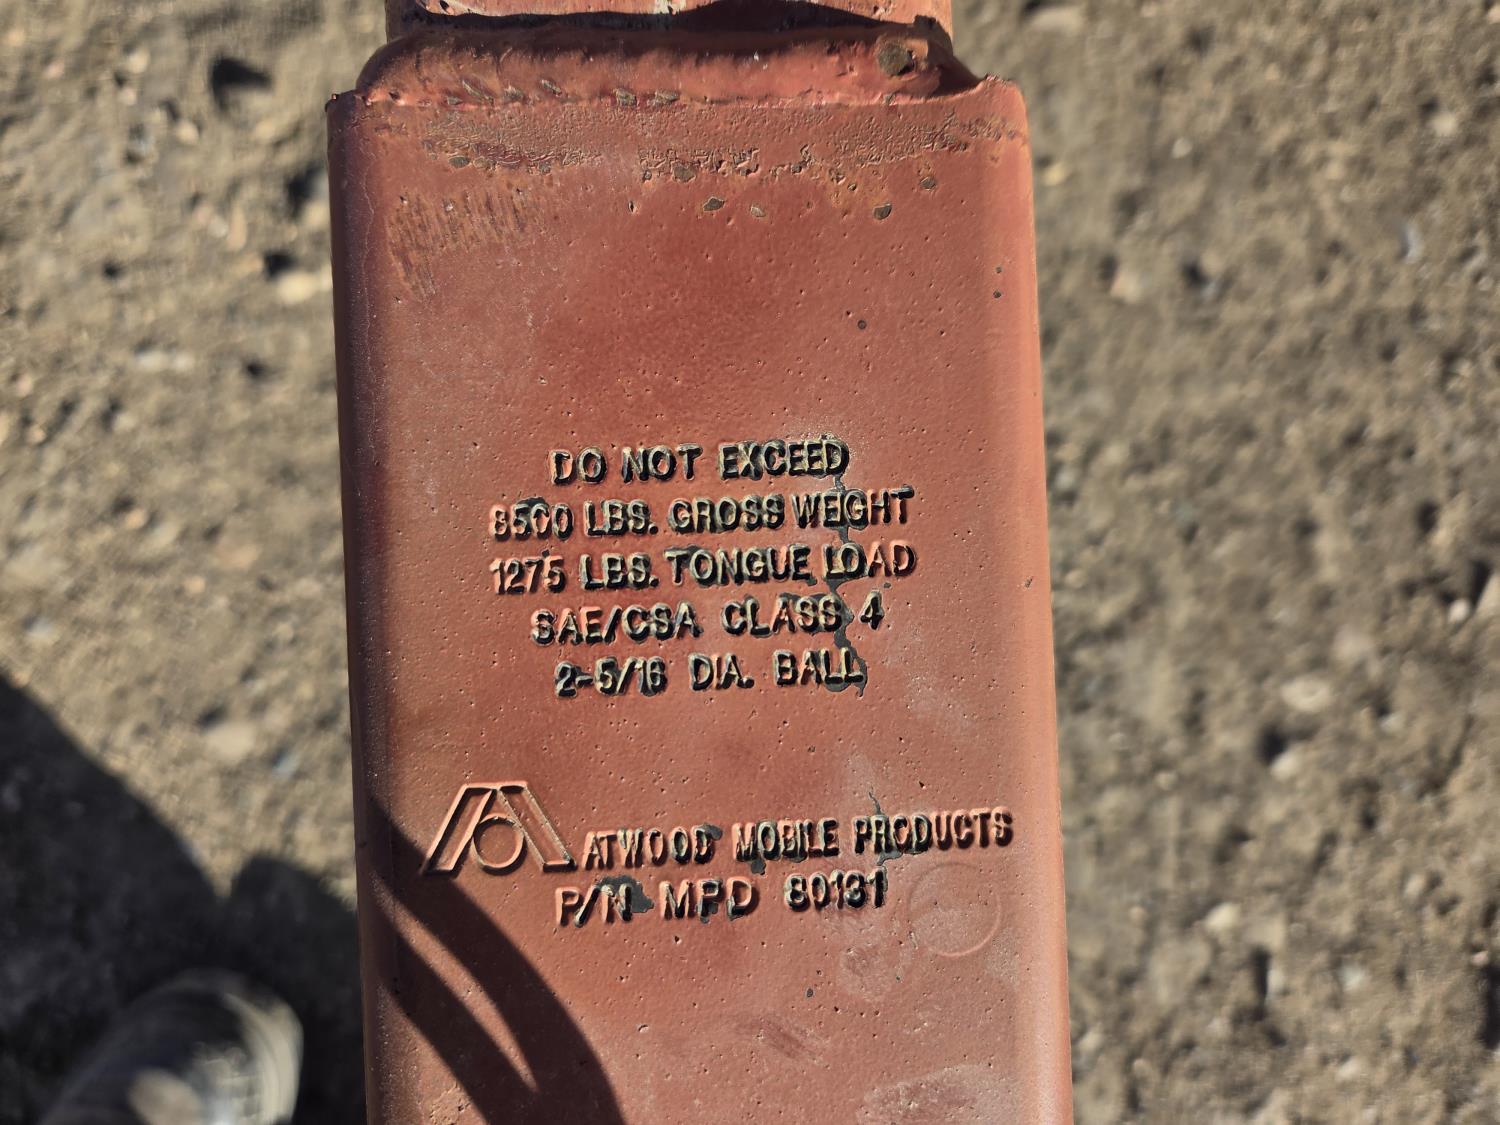 DO NOT EXCEED
8500 LBS. GROSS WEIGHT
1275 LBS. TONGUE LOAD
SAE/CSA CLASS 4
2-5/16 DIA. BALL
ATWOOD MOBILE PRODUCTS
P/N MPD 80131